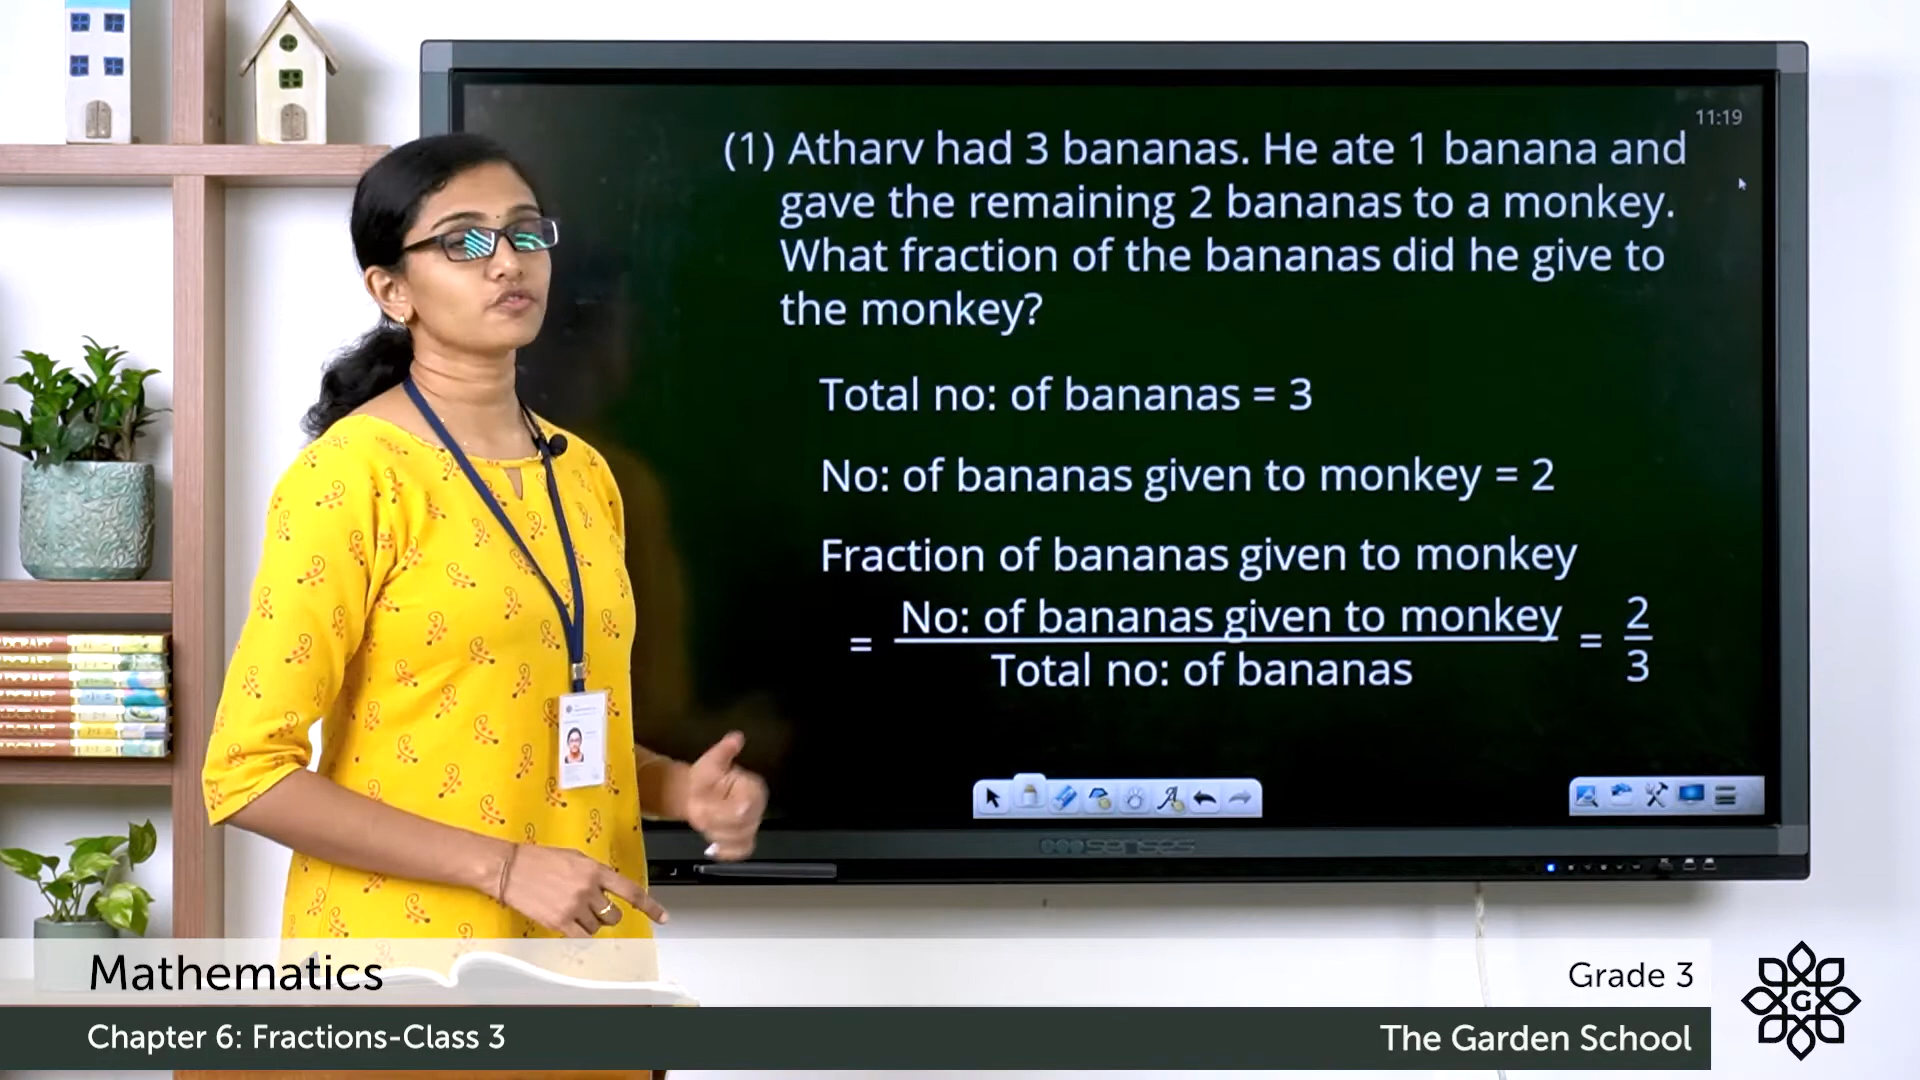 11:19
(1) Atharv had 3 bananas. He ate 1 banana and
gave the remaining 2 bananas to a monkey.
What fraction of the bananas did he give to
the monkey?
Total no: of bananas = 3
No: of bananas given to monkey = 2
Fraction of bananas given to monkey
= No: of bananas given to monkey = 2
Total no: of bananas 3
senses
Mathematics
Grade 3
G
Chapter 6: Fractions-Class 3
The Garden School